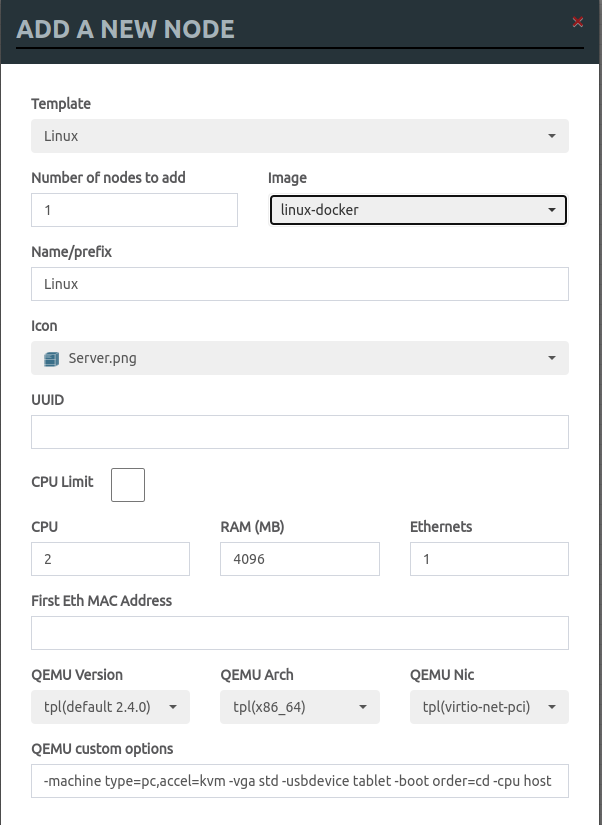 ADD A NEW NODE
Template
Linux
Number of nodes to add Image
1 linux-docker
Name/prefix
Linux
Icon
Server.png
UUID
CPU Limit
CPU RAM (MB) Ethernets
2 4096 1
First Eth MAC Address
QEMU Version QEMU Arch QEMU Nic
tpl(default 2.4.0) tpl(x86_64) tpl(virtio-net-pci)
QEMU custom options
-machine type=pc,accel=kvm -vga std -usbdevice tablet -boot order=cd -cpu host